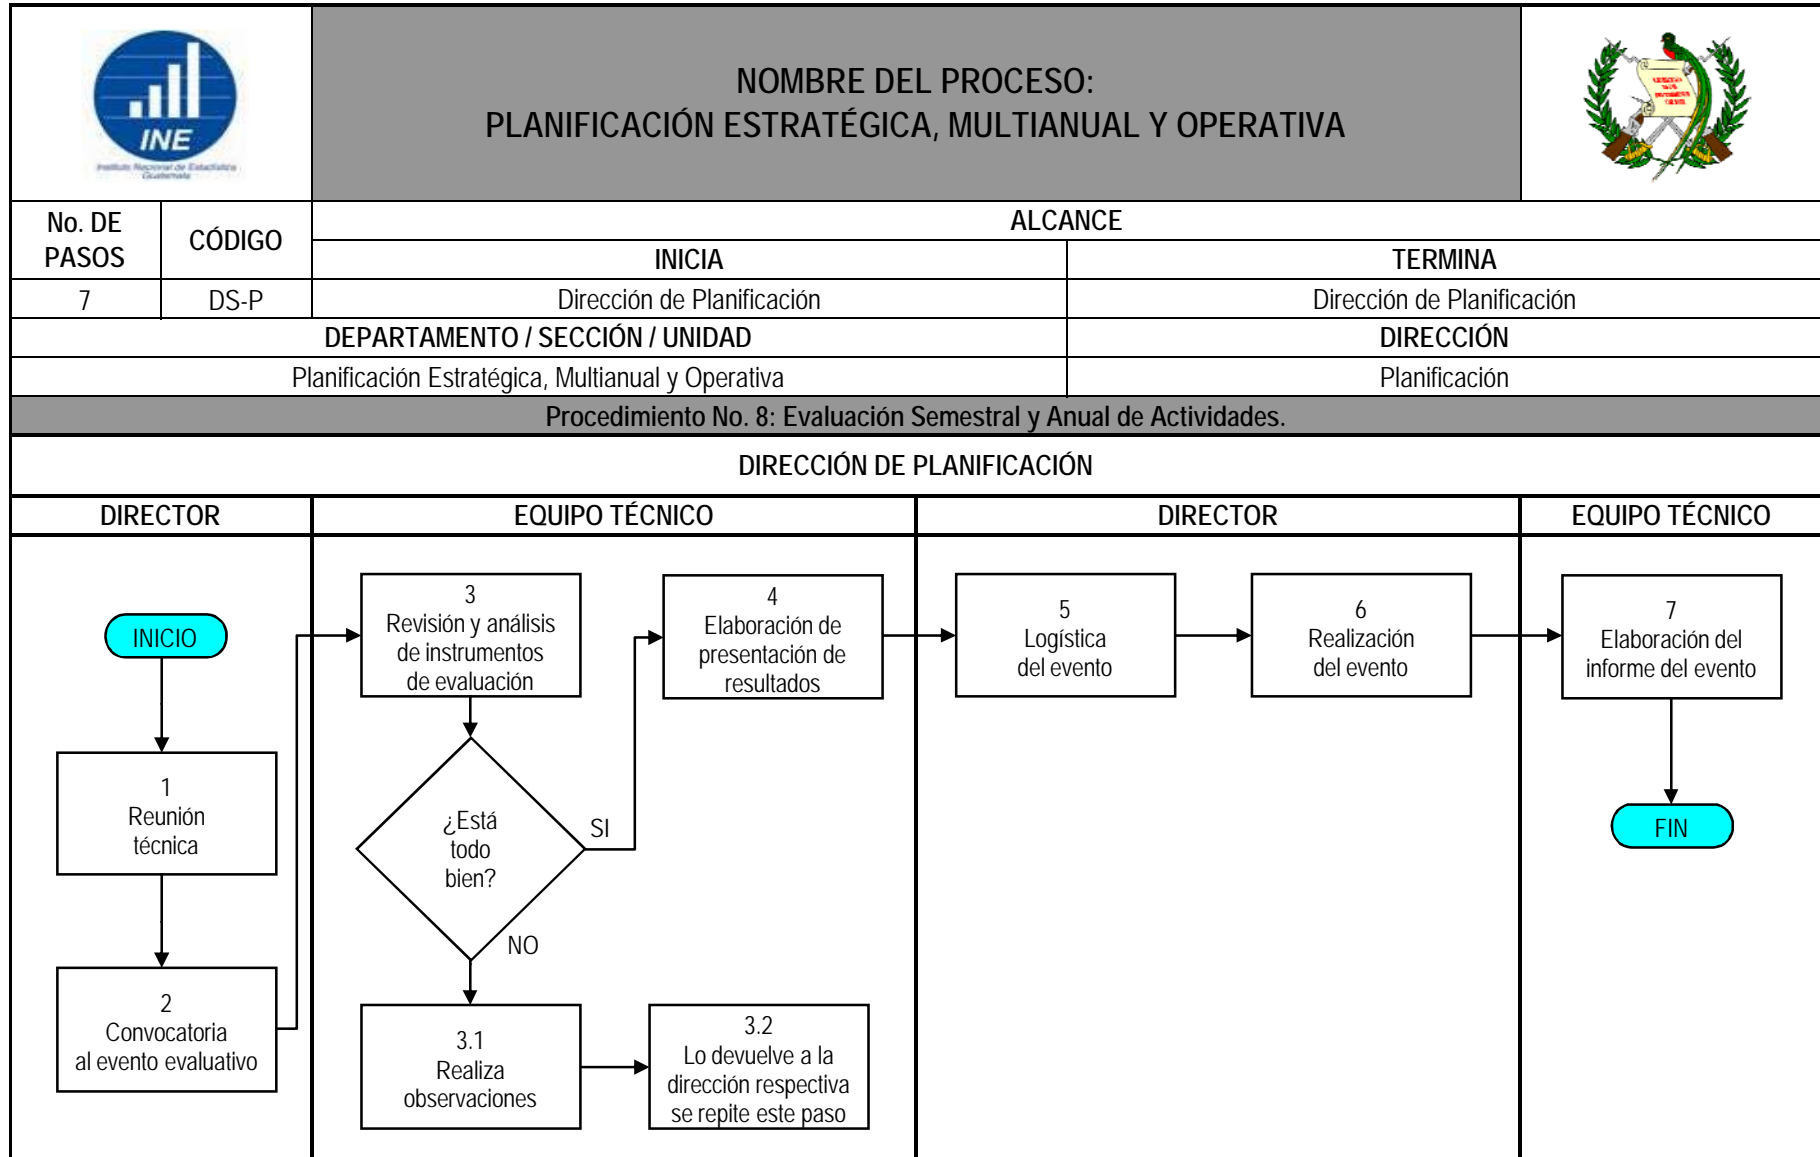 INE
Instituto Nacional de Estadística
Guatemala
NOMBRE DEL PROCESO:
PLANIFICACIÓN ESTRATÉGICA, MULTIANUAL Y OPERATIVA
No. DE
PASOS
CÓDIGO
ALCANCE
INICIA
TERMINA
7
DS-P
Dirección de Planificación
Dirección de Planificación
DEPARTAMENTO / SECCIÓN / UNIDAD
DIRECCIÓN
Planificación Estratégica, Multianual y Operativa
Planificación
Procedimiento No. 8: Evaluación Semestral y Anual de Actividades.
DIRECCIÓN DE PLANIFICACIÓN
DIRECTOR
EQUIPO TÉCNICO
DIRECTOR
EQUIPO TÉCNICO
INICIO
1
Reunión
técnica
2
Convocatoria
al evento evaluativo
3
Revisión y análisis
de instrumentos
de evaluación
¿Está
todo
bien?
SI
NO
3.1
Realiza
observaciones
3.2
Lo devuelve a la
dirección respectiva
se repite este paso
4
Elaboración de
presentación de
resultados
5
Logística
del evento
6
Realización
del evento
7
Elaboración del
informe del evento
FIN